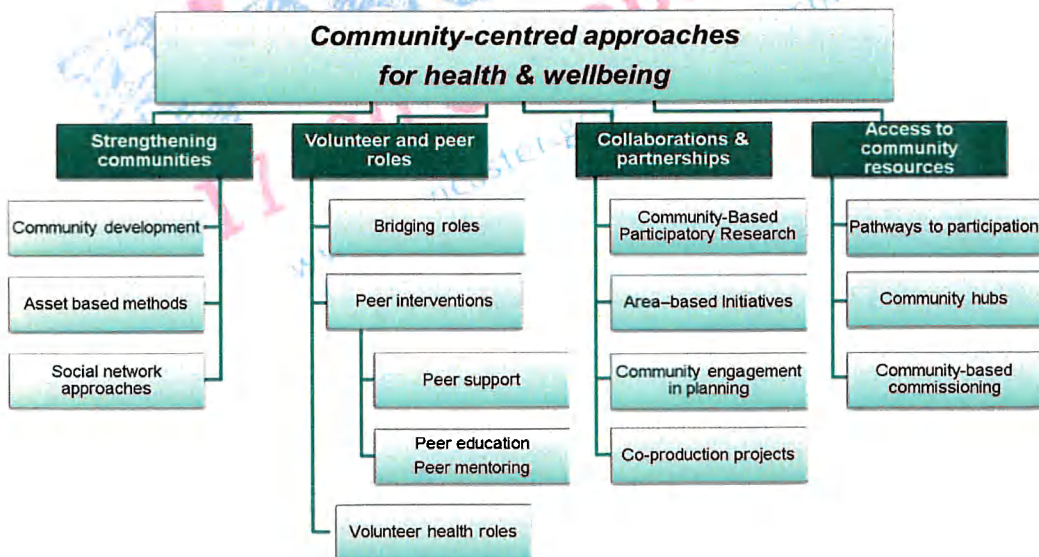 Community-centred approaches
for health & wellbeing
Strengthening
communities
Community development
Asset based methods
Social network
approaches
Volunteer and peer
roles
Bridging roles
Peer interventions
Peer support
Peer education
Peer mentoring
Volunteer health roles
Collaborations &
partnerships
Community-Based
Participatory Research
Area–based Initiatives
Community engagement
in planning
Co-production projects
Access to
community
resources
Pathways to participation
Community hubs
Community-based
commissioning